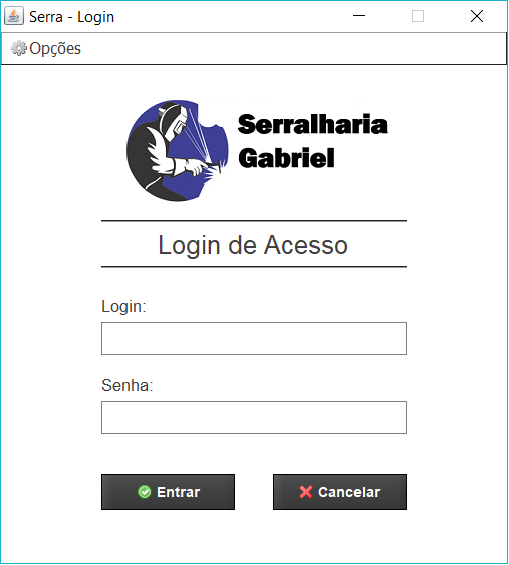 Serra - Login
Opções
Serralharia
Gabriel
Login de Acesso
Login:
Senha:
Entrar
Cancelar